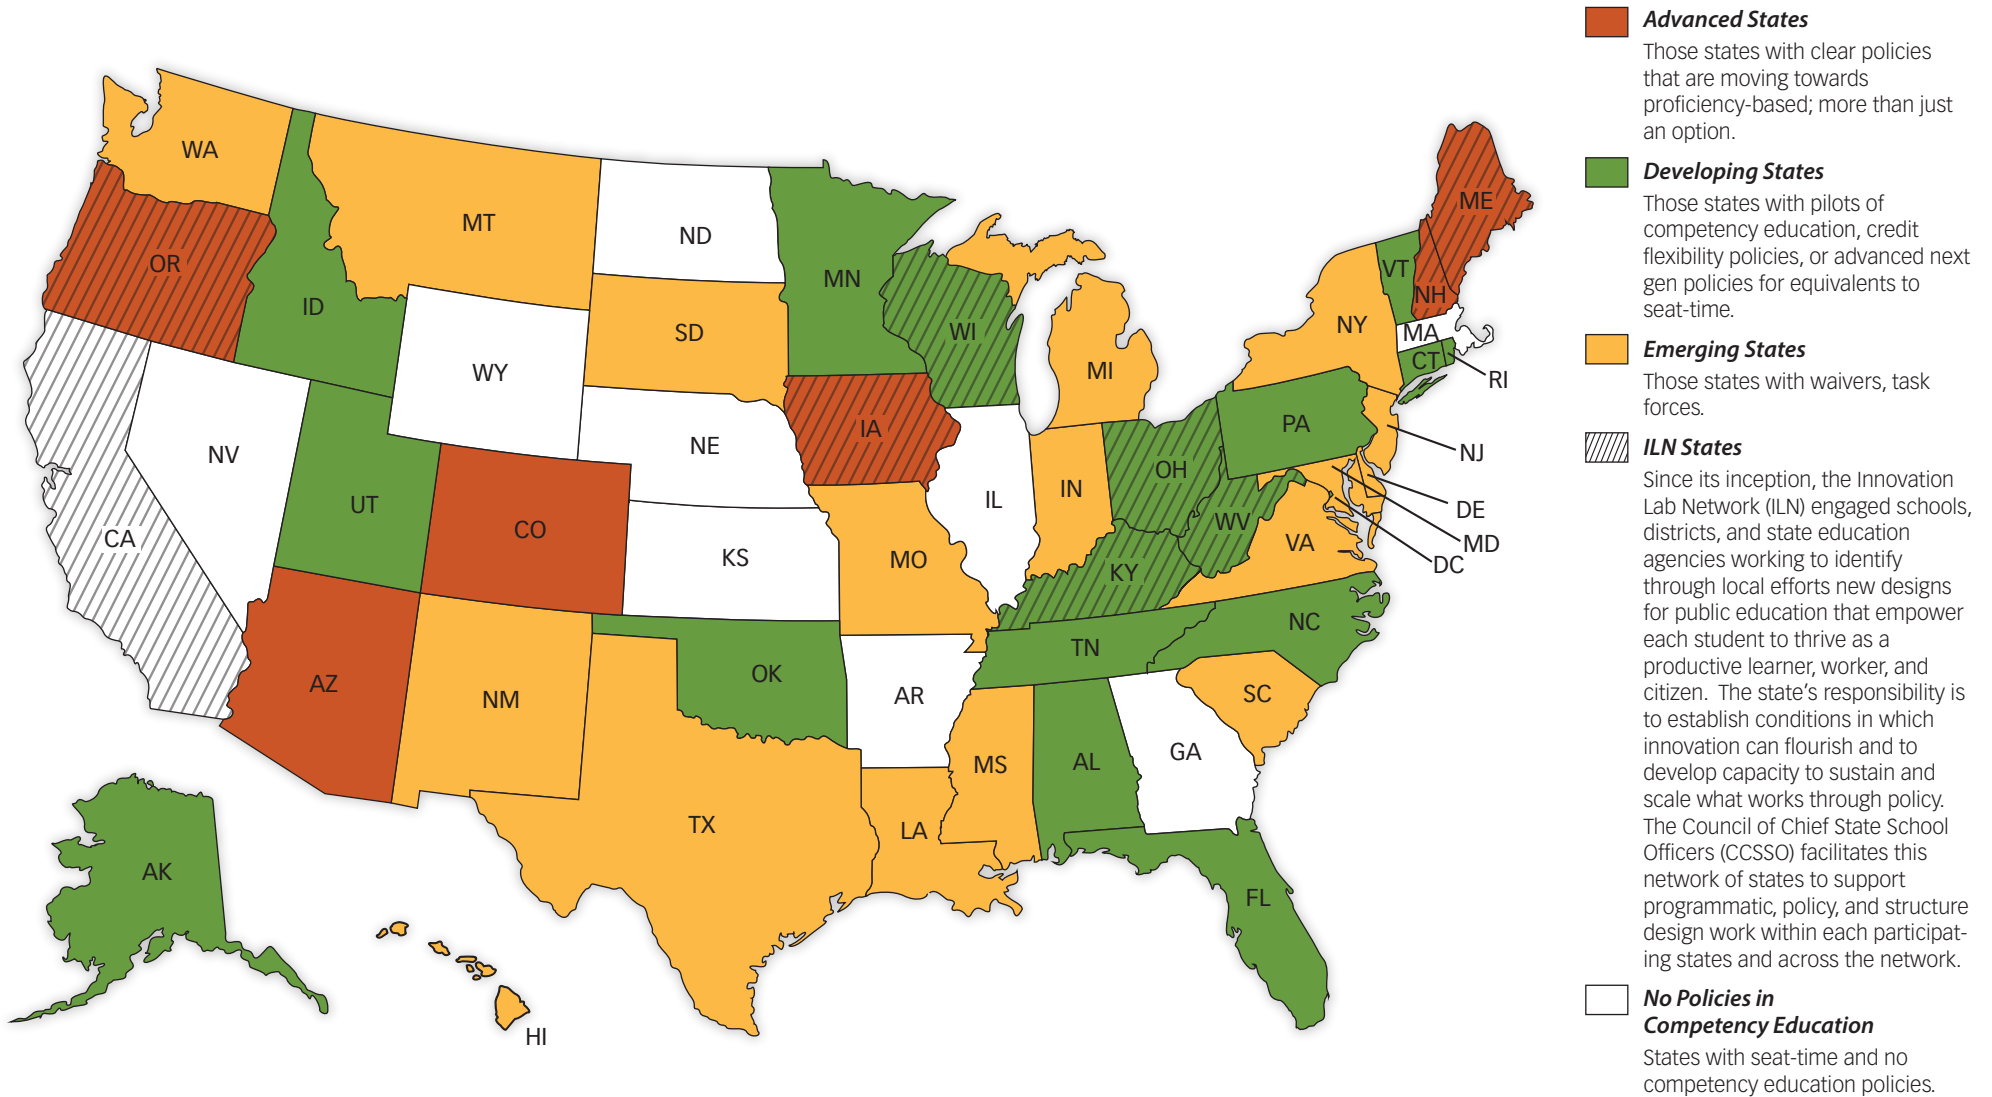 WA
MT
ND
MN
ME
OR
ID
SD
WI
VT
NH
NY
MA
CT
RI
WY
MI
IA
PA
NV
NE
NJ
UT
CO
IL
IN
OH
DE
CA
KS
MO
WV
VA
MD
DC
KY
NC
TN
AZ
NM
OK
AR
SC
MS
AL
GA
TX
LA
AK
FL
HI
Advanced States
Those states with clear policies
that are moving towards
proficiency-based; more than just
an option.
Developing States
Those states with pilots of
competency education, credit
flexibility policies, or advanced next
gen policies for equivalents to
seat-time.
Emerging States
Those states with waivers, task
forces.
ILN States
Since its inception, the Innovation
Lab Network (ILN) engaged schools,
districts, and state education
agencies working to identify
through local efforts new designs
for public education that empower
each student to thrive as a
productive learner, worker, and
citizen.  The state's responsibility is
to establish conditions in which
innovation can flourish and to
develop capacity to sustain and
scale what works through policy.
The Council of Chief State School
Officers (CCSSO) facilitates this
network of states to support
programmatic, policy, and structure
design work within each participat-
ing states and across the network.
No Policies in
Competency Education
States with seat-time and no
competency education policies.